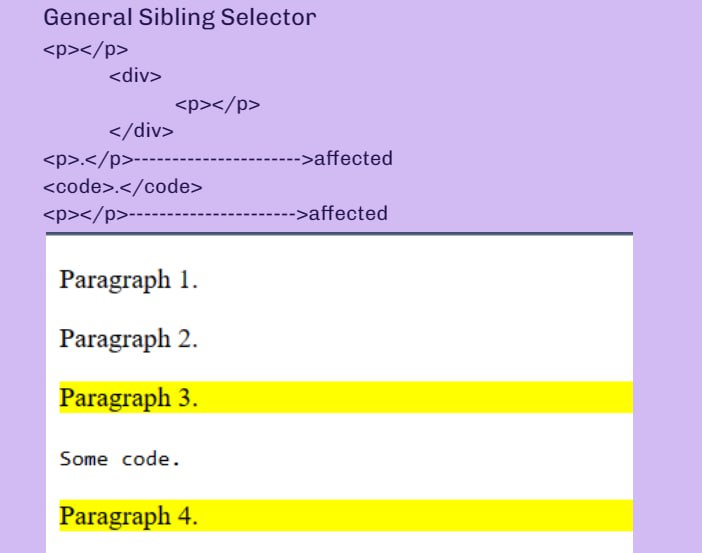 General Sibling Selector
<p></p>
<div>
<p></p>
</div>
<p>.</p>---------------------->affected
<code>.</code>
<p></p>---------------------->affected
Paragraph 1.
Paragraph 2.
Paragraph 3.
Some code.
Paragraph 4.